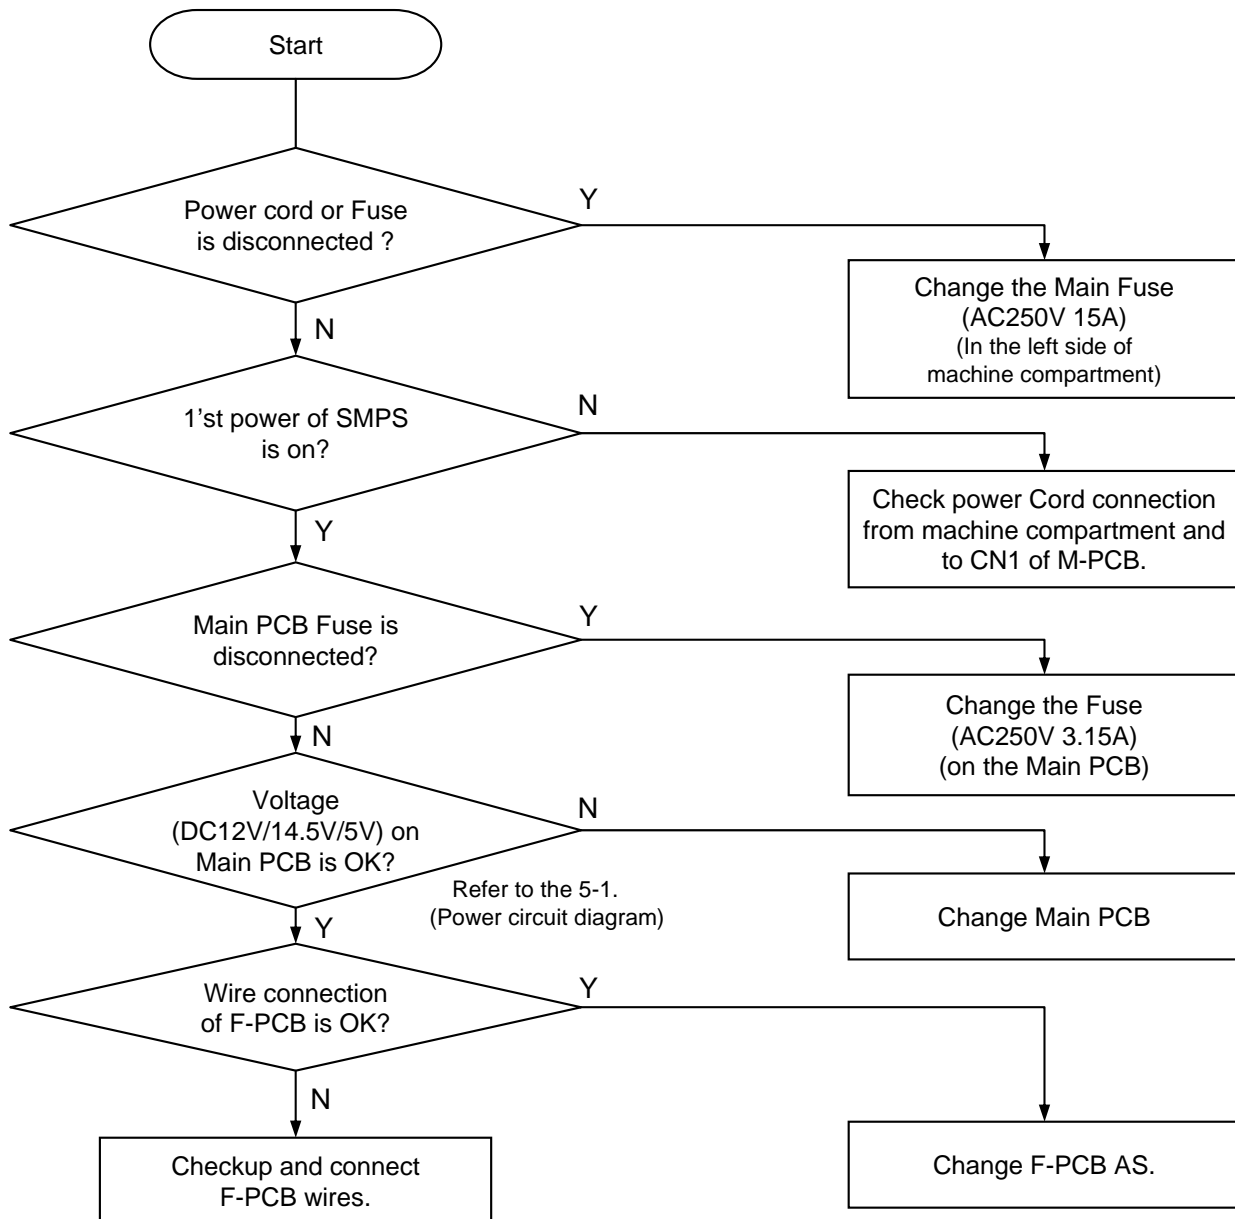 Start
Power cord or Fuse
is disconnected ?
Y
Change the Main Fuse
(AC250V 15A)
(In the left side of
machine compartment)
N
1’st power of SMPS
is on?
N
Check power Cord connection
from machine compartment and
to CN1 of M-PCB.
Y
Main PCB Fuse is
disconnected?
Y
Change the Fuse
(AC250V 3.15A)
(on the Main PCB)
N
Voltage
(DC12V/14.5V/5V) on
Main PCB is OK?
N
Refer to the 5-1.
(Power circuit diagram)
Change Main PCB
Y
Wire connection
of F-PCB is OK?
Y
Change F-PCB AS.
N
Checkup and connect
F-PCB wires.